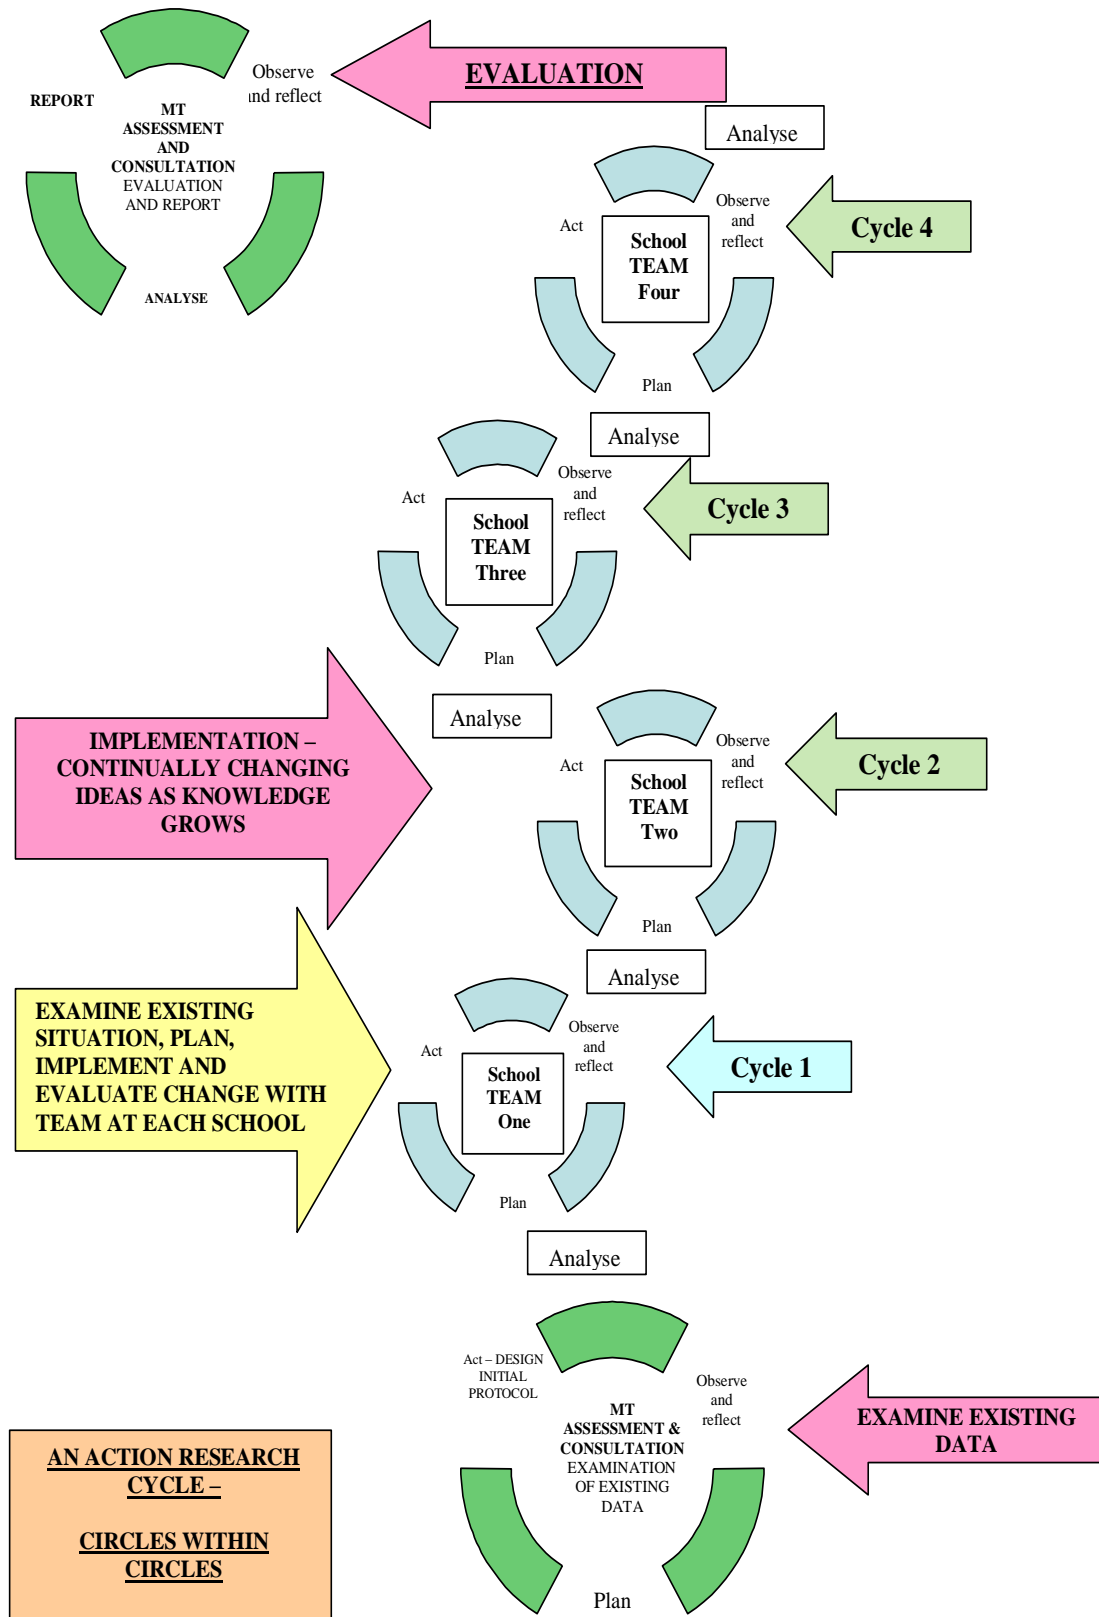 Observe
and reflect
EVALUATION
REPORT
MT
ASSESSMENT
AND
CONSULTATION
EVALUATION
AND REPORT
ANALYSE
Analyse
Act
Observe
and
reflect
School
TEAM
Four
Plan
Cycle 4
Analyse
Act
Observe
and
reflect
School
TEAM
Three
Plan
Cycle 3
Analyse
IMPLEMENTATION –
CONTINUALLY CHANGING
IDEAS AS KNOWLEDGE
GROWS
Act
Observe
and
reflect
School
TEAM
Two
Plan
Cycle 2
Analyse
EXAMINE EXISTING
SITUATION, PLAN,
IMPLEMENT AND
EVALUATE CHANGE WITH
TEAM AT EACH SCHOOL
Act
Observe
and
reflect
School
TEAM
One
Plan
Cycle 1
Analyse
Act – DESIGN
INITIAL
PROTOCOL
Observe
and
reflect
MT
ASSESSMENT &
CONSULTATION
EXAMINATION
OF EXISTING
DATA
Plan
EXAMINE EXISTING
DATA
AN ACTION RESEARCH
CYCLE –
CIRCLES WITHIN
CIRCLES